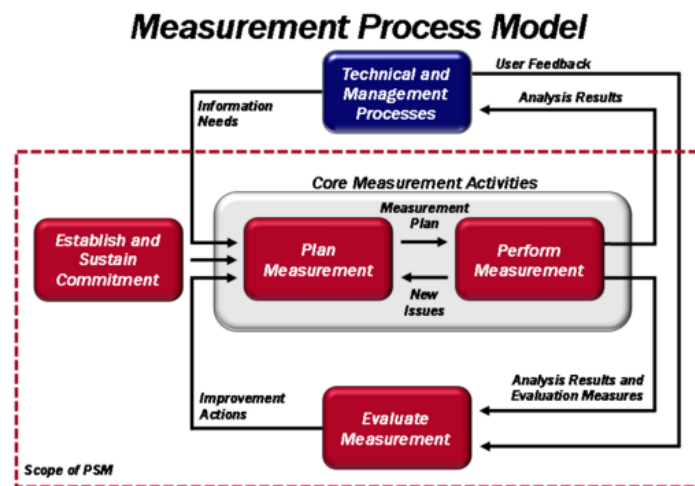 Measurement Process Model
User Feedback
Technical and
Management
Processes
Information
Needs
Analysis Results
Core Measurement Activities
Measurement
Plan
Establish and
Sustain
Commitment
Plan
Measurement
Perform
Measurement
New
Issues
Improvement
Actions
Analysis Results and
Evaluation Measures
Evaluate
Measurement
Scope of PSM